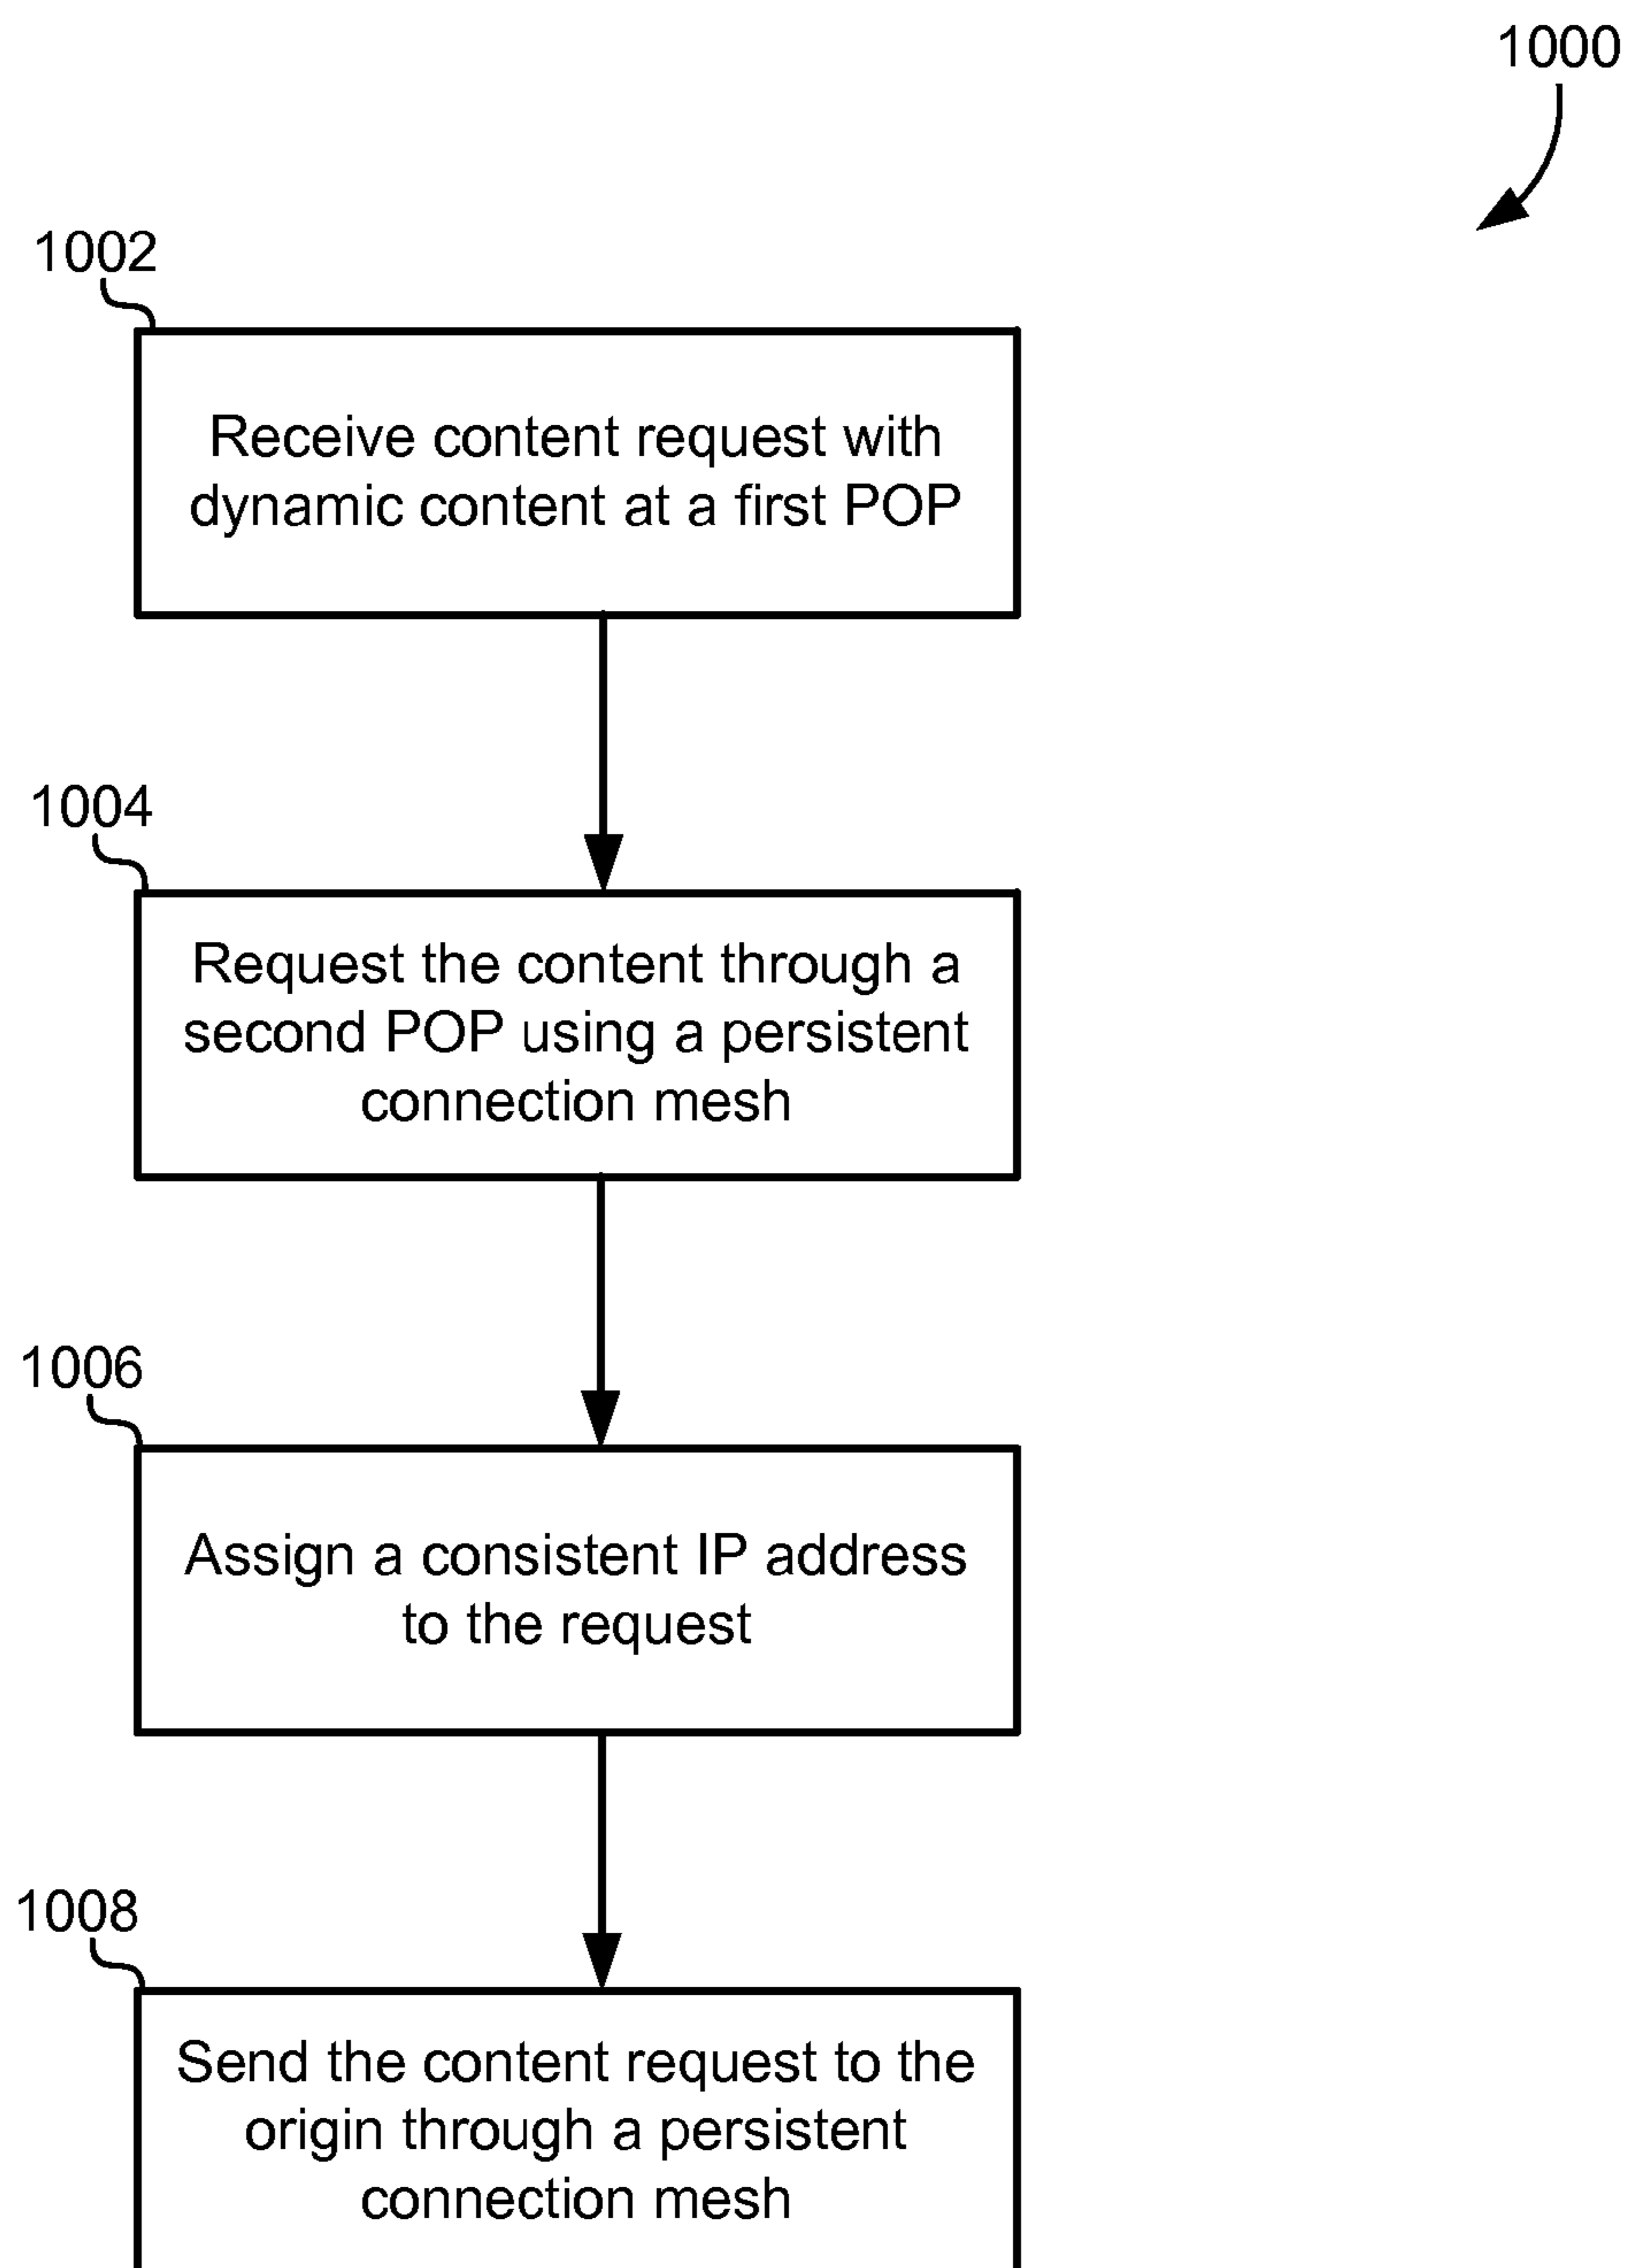 1000
1002
Receive content request with
dynamic content at a first POP
1004
Request the content through a
second POP using a persistent
connection mesh
1006
Assign a consistent IP address
to the request
1008
Send the content request to the
origin through a persistent
connection mesh